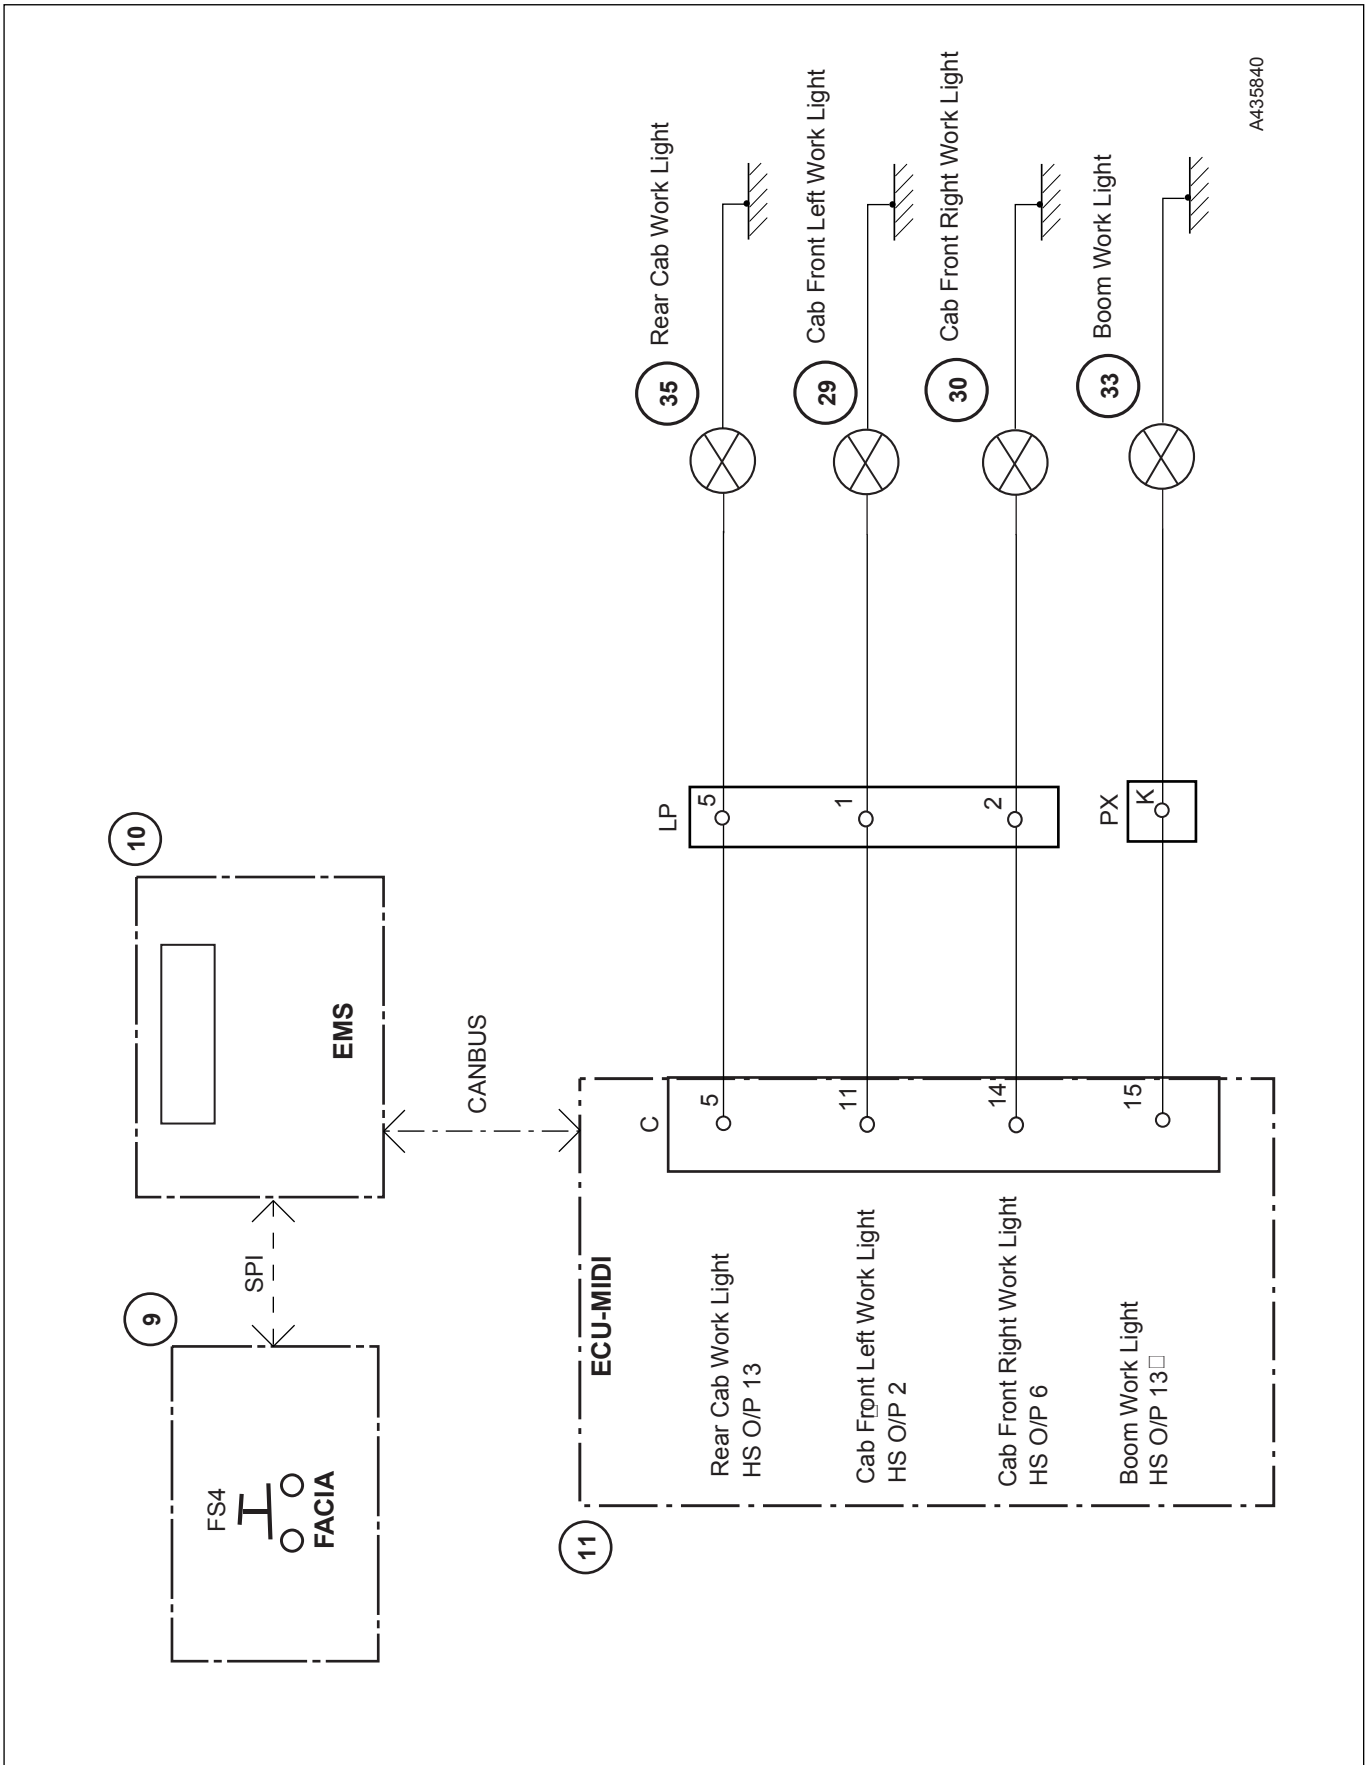 9
FS4
FACIA
SPI
10
EMS
CANBUS
11
ECU-MIDI
C
LP
Rear Cab Work Light
HS O/P 13
5
5
35
Rear Cab Work Light
Cab Front Left Work Light
HS O/P 2
11
1
29
Cab Front Left Work Light
Cab Front Right Work Light
HS O/P 6
14
2
30
Cab Front Right Work Light
PX
Boom Work Light
HS O/P 13
15
K
33
Boom Work Light
A435840